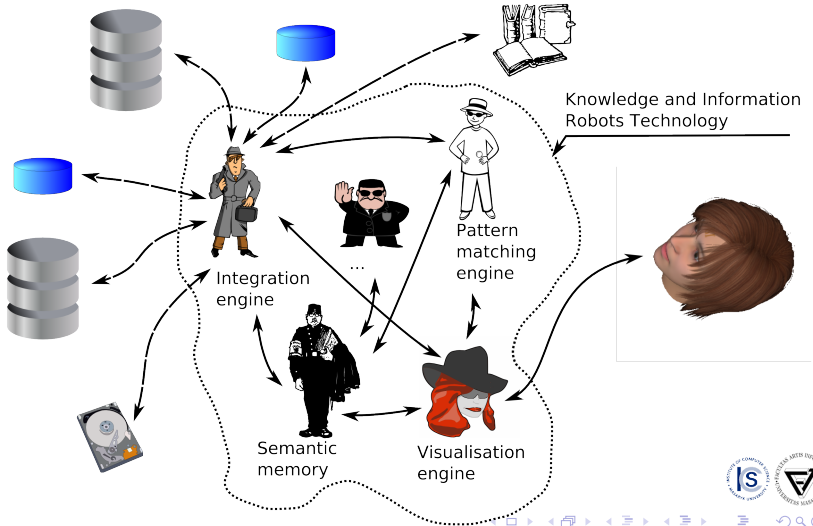 Knowledge and Information
Robots Technology
Pattern
matching
engine
...
Integration
engine
Semantic
memory
Visualisation
engine